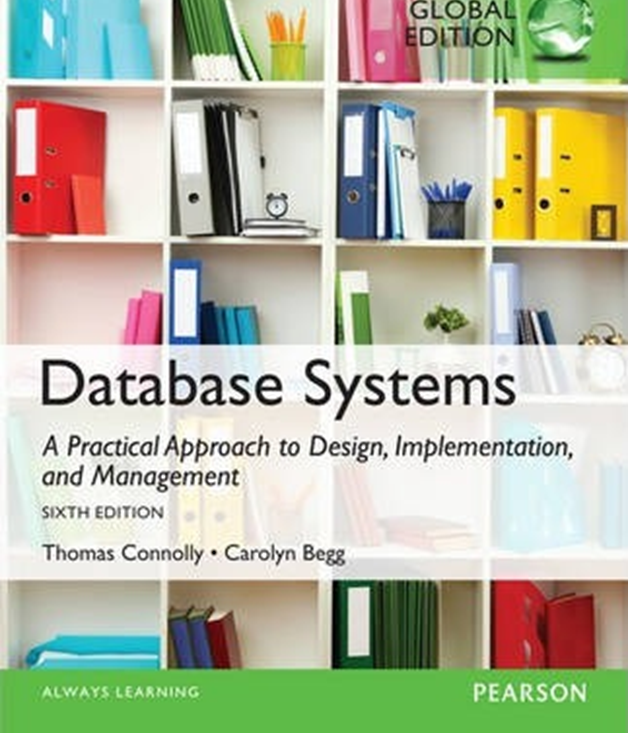 GLOBAL
EDITION
Database Systems
A Practical Approach to Design, Implementation,
and Management
SIXTH EDITION
Thomas Connolly • Carolyn Begg
ALWAYS LEARNING
PEARSON